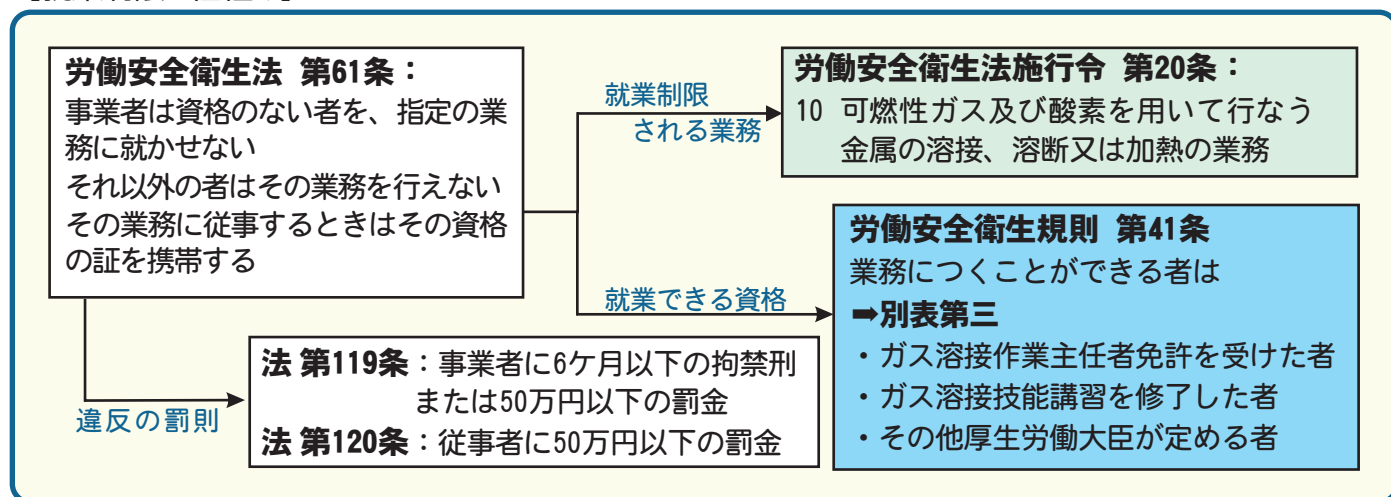 労働安全衛生法 第61条：
事業者は資格のない者を、指定の業
務に就かせない
それ以外の者はその業務を行えない
その業務に従事するときはその資格
の証を携帯する
就業制限
される業務
労働安全衛生法施行令 第20条：
10 可燃性ガス及び酸素を用いて行なう
金属の溶接、溶断又は加熱の業務
就業できる資格
労働安全衛生規則 第41条
業務につくことができる者は
➡別表第三
・ガス溶接作業主任者免許を受けた者
・ガス溶接技能講習を修了した者
・その他厚生労働大臣が定める者
違反の罰則
法 第119条：事業者に6ケ月以下の拘禁刑
または50万円以下の罰金
法 第120条：従事者に50万円以下の罰金